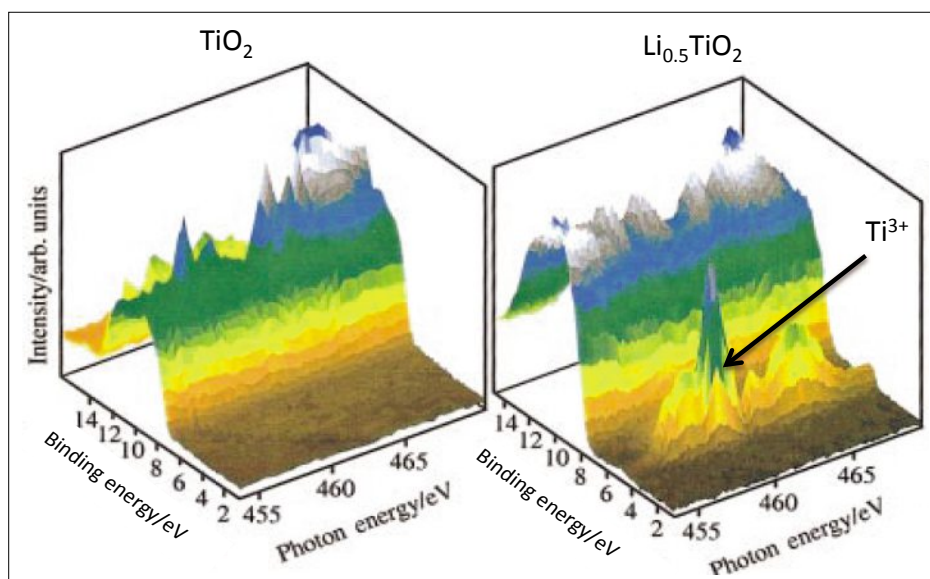 TiO₂
Li₀.₅TiO₂
Ti³⁺
Intensity/arb. units
14
12
10
8
6
4
2
Binding energy/eV
455
460
465
Photon energy/eV
14
12
10
8
6
4
2
Binding energy/eV
455
460
465
Photon energy/eV